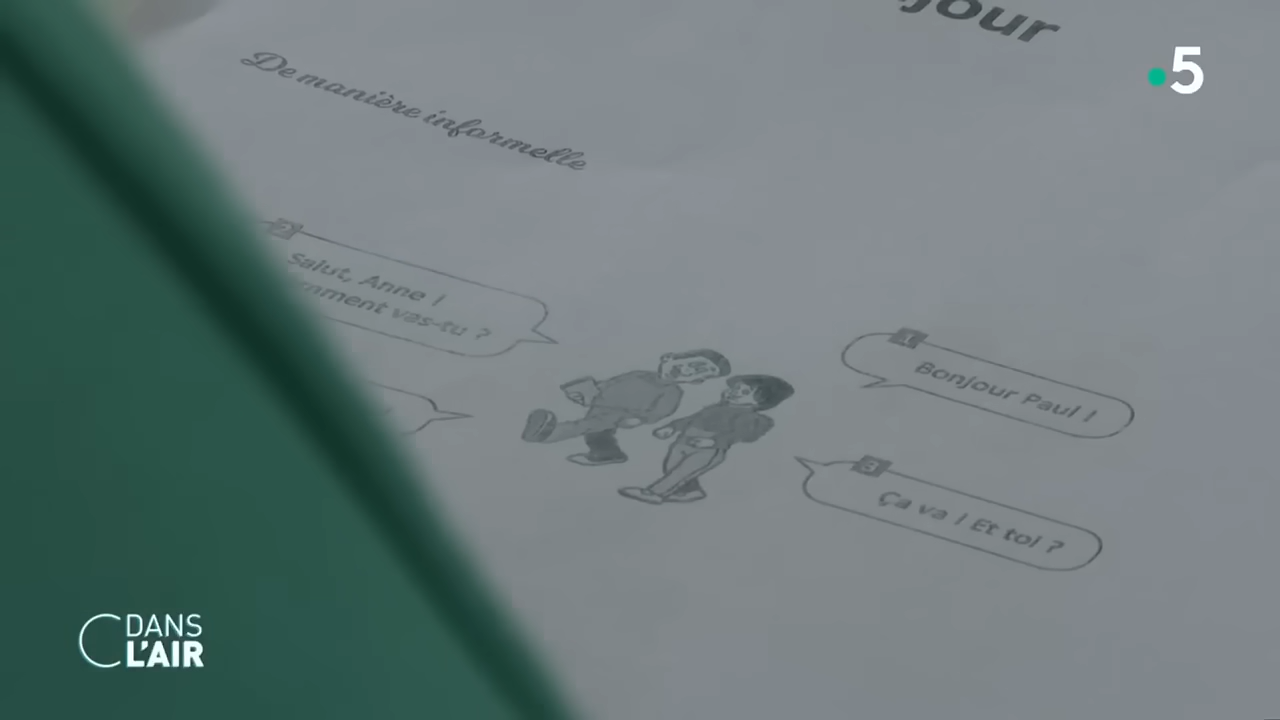 jour
5
De manière informelle
2
Salut, Anne !
mment vas-tu ?
1
Bonjour Paul !
3
Ça va ! Et toi ?
C DANS
L'AIR